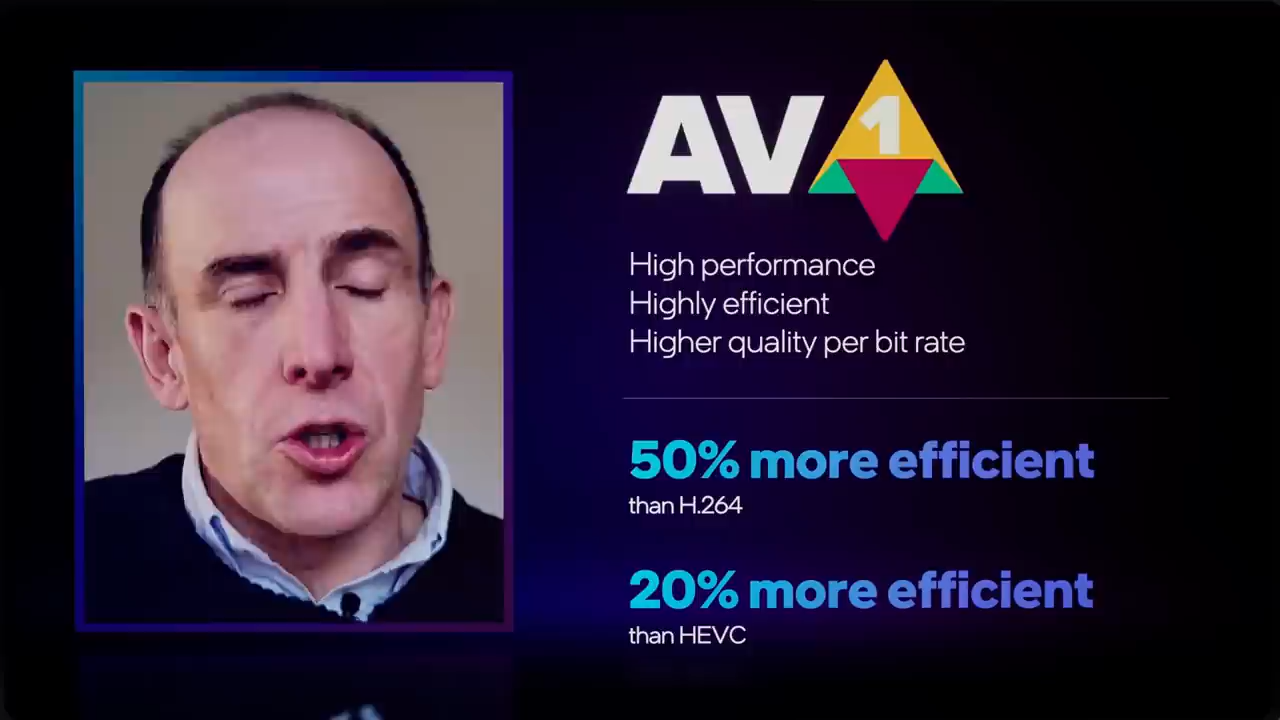 AV1
High performance
Highly efficient
Higher quality per bit rate
50% more efficient
than H.264
20% more efficient
than HEVC